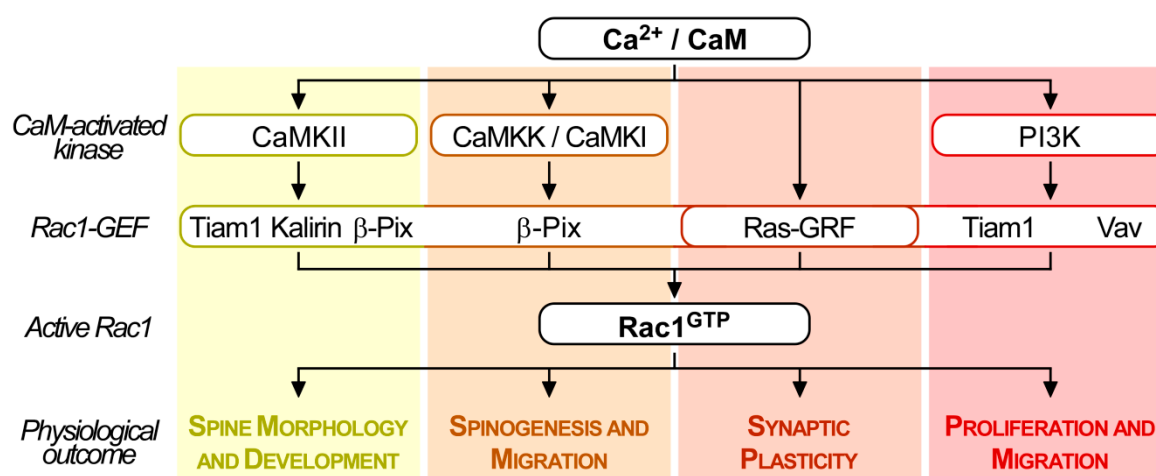 Ca²⁺ / CaM
CaM-activated
kinase
CaMKII
CaMKK / CaMKI
PI3K
Rac1-GEF
Tiam1 Kalirin β-Pix
β-Pix
Ras-GRF
Tiam1 Vav
Active Rac1
Rac1ᴳᵀᴾ
Physiological
outcome
SPINE MORPHOLOGY
AND DEVELOPMENT
SPINOGENESIS AND
MIGRATION
SYNAPTIC
PLASTICITY
PROLIFERATION AND
MIGRATION